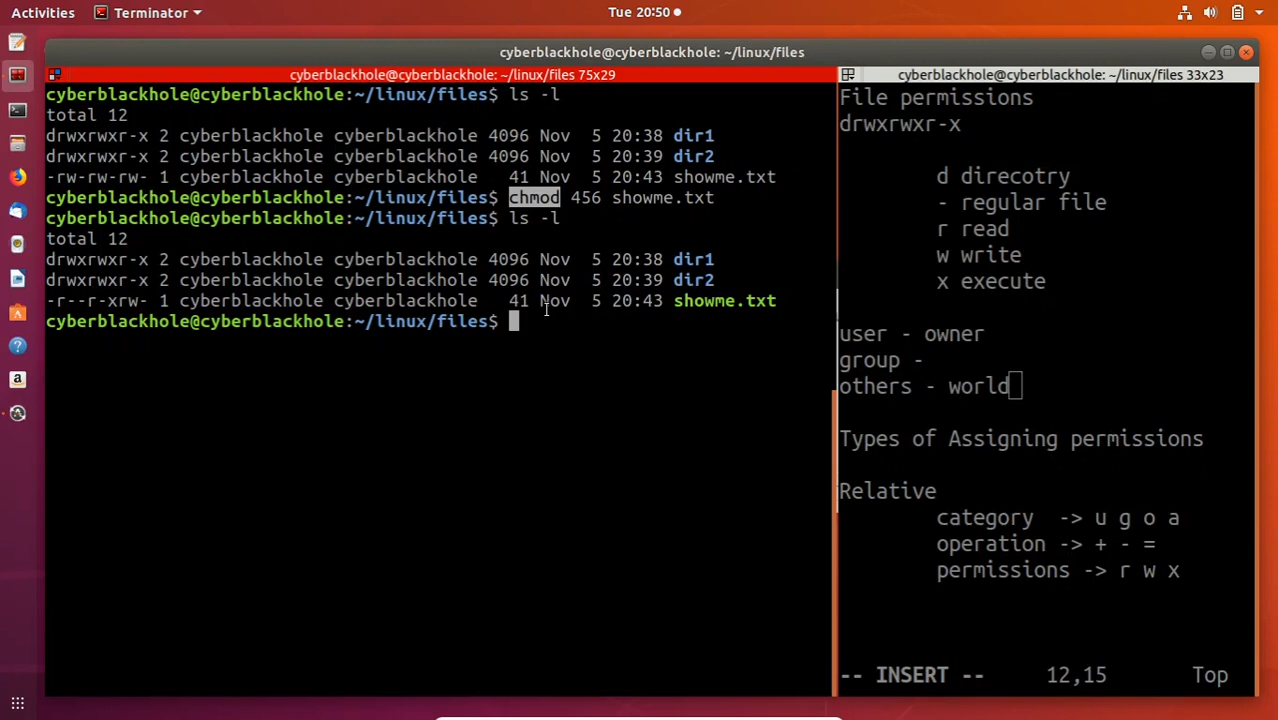 Activities Terminator Tue 20:50
cyberblackhole@cyberblackhole: ~/linux/files
cyberblackhole@cyberblackhole: ~/linux/files 75x29
cyberblackhole@cyberblackhole:~/linux/files$ ls -l
total 12
drwxrwxr-x 2 cyberblackhole cyberblackhole 4096 Nov  5 20:38 dir1
drwxrwxr-x 2 cyberblackhole cyberblackhole 4096 Nov  5 20:39 dir2
-rw-rw-rw- 1 cyberblackhole cyberblackhole   41 Nov  5 20:43 showme.txt
cyberblackhole@cyberblackhole:~/linux/files$ chmod 456 showme.txt
cyberblackhole@cyberblackhole:~/linux/files$ ls -l
total 12
drwxrwxr-x 2 cyberblackhole cyberblackhole 4096 Nov  5 20:38 dir1
drwxrwxr-x 2 cyberblackhole cyberblackhole 4096 Nov  5 20:39 dir2
-r--r-xrw- 1 cyberblackhole cyberblackhole   41 Nov  5 20:43 showme.txt
cyberblackhole@cyberblackhole:~/linux/files$
cyberblackhole@cyberblackhole: ~/linux/files 33x23
File permissions
drwxrwxr-x
d direcotry
- regular file
r read
w write
x execute
user - owner
group -
others - world
Types of Assigning permissions
Relative
category -> u g o a
operation -> + - =
permissions -> r w x
-- INSERT -- 12,15 Top